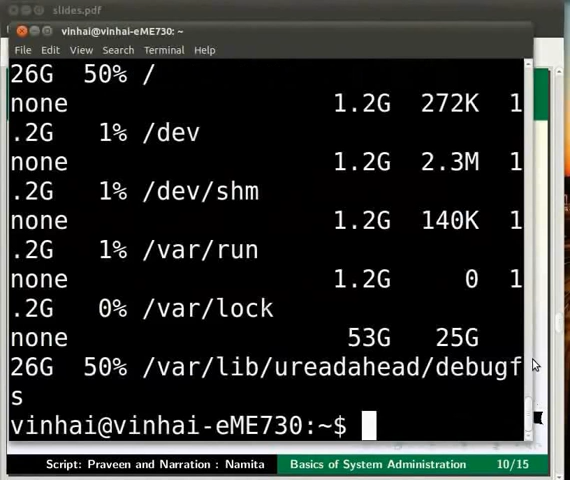 slides.pdf
vinhai@vinhai-eME730: ~
File Edit View Search Terminal Help
26G 50% /
none 1.2G 272K 1
.2G 1% /dev
none 1.2G 2.3M 1
.2G 1% /dev/shm
none 1.2G 140K 1
.2G 1% /var/run
none 1.2G 0 1
.2G 0% /var/lock
none 53G 25G
26G 50% /var/lib/ureadahead/debugf
s
vinhai@vinhai-eME730:~$
Script: Praveen and Narration : Namita Basics of System Administration 10/15